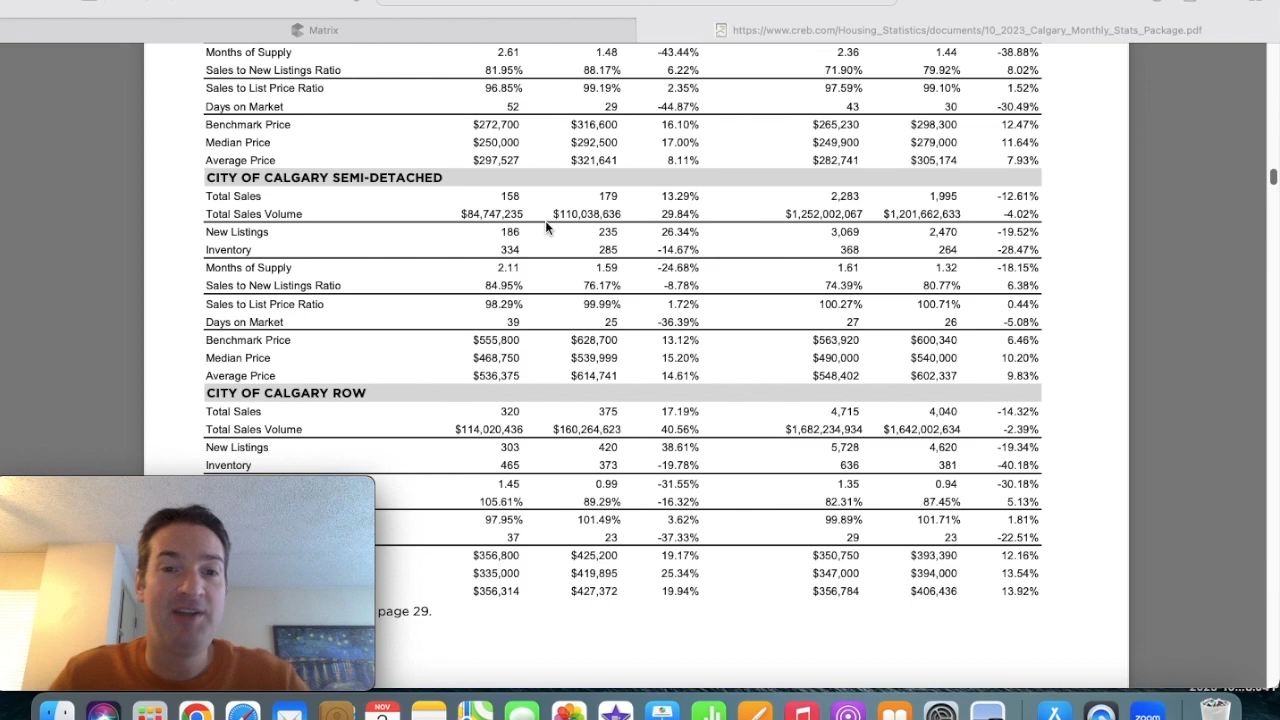 Matrix
https://www.creb.com/Housing_Statistics/documents/10_2023_Calgary_Monthly_Stats_Package.pdf
Months of Supply 2.61 1.48 -43.44% 2.36 1.44 -38.88%
Sales to New Listings Ratio 81.95% 88.17% 6.22% 71.90% 79.92% 8.02%
Sales to List Price Ratio 96.85% 99.19% 2.35% 97.59% 99.10% 1.52%
Days on Market 52 29 -44.87% 43 30 -30.49%
Benchmark Price $272,700 $316,600 16.10% $265,230 $298,300 12.47%
Median Price $250,000 $292,500 17.00% $249,900 $279,000 11.64%
Average Price $297,527 $321,641 8.11% $282,741 $305,174 7.93%
CITY OF CALGARY SEMI-DETACHED
Total Sales 158 179 13.29% 2,283 1,995 -12.61%
Total Sales Volume $84,747,235 $110,038,636 29.84% $1,252,002,067 $1,201,662,633 -4.02%
New Listings 186 235 26.34% 3,069 2,470 -19.52%
Inventory 334 285 -14.67% 368 264 -28.47%
Months of Supply 2.11 1.59 -24.68% 1.61 1.32 -18.15%
Sales to New Listings Ratio 84.95% 76.17% -8.78% 74.39% 80.77% 6.38%
Sales to List Price Ratio 98.29% 99.99% 1.72% 100.27% 100.71% 0.44%
Days on Market 39 25 -36.39% 27 26 -5.08%
Benchmark Price $555,800 $628,700 13.12% $563,920 $600,340 6.46%
Median Price $468,750 $539,999 15.20% $490,000 $540,000 10.20%
Average Price $536,375 $614,741 14.61% $548,402 $602,337 9.83%
CITY OF CALGARY ROW
Total Sales 320 375 17.19% 4,715 4,040 -14.32%
Total Sales Volume $114,020,436 $160,264,623 40.56% $1,682,234,934 $1,642,002,634 -2.39%
New Listings 303 420 38.61% 5,728 4,620 -19.34%
Inventory 465 373 -19.78% 636 381 -40.18%
1.45 0.99 -31.55% 1.35 0.94 -30.18%
105.61% 89.29% -16.32% 82.31% 87.45% 5.13%
97.95% 101.49% 3.62% 99.89% 101.71% 1.81%
37 23 -37.33% 29 23 -22.51%
$356,800 $425,200 19.17% $350,750 $393,390 12.16%
$335,000 $419,895 25.34% $347,000 $394,000 13.54%
$356,314 $427,372 19.94% $356,784 $406,436 13.92%
page 29.
NOV
zoom